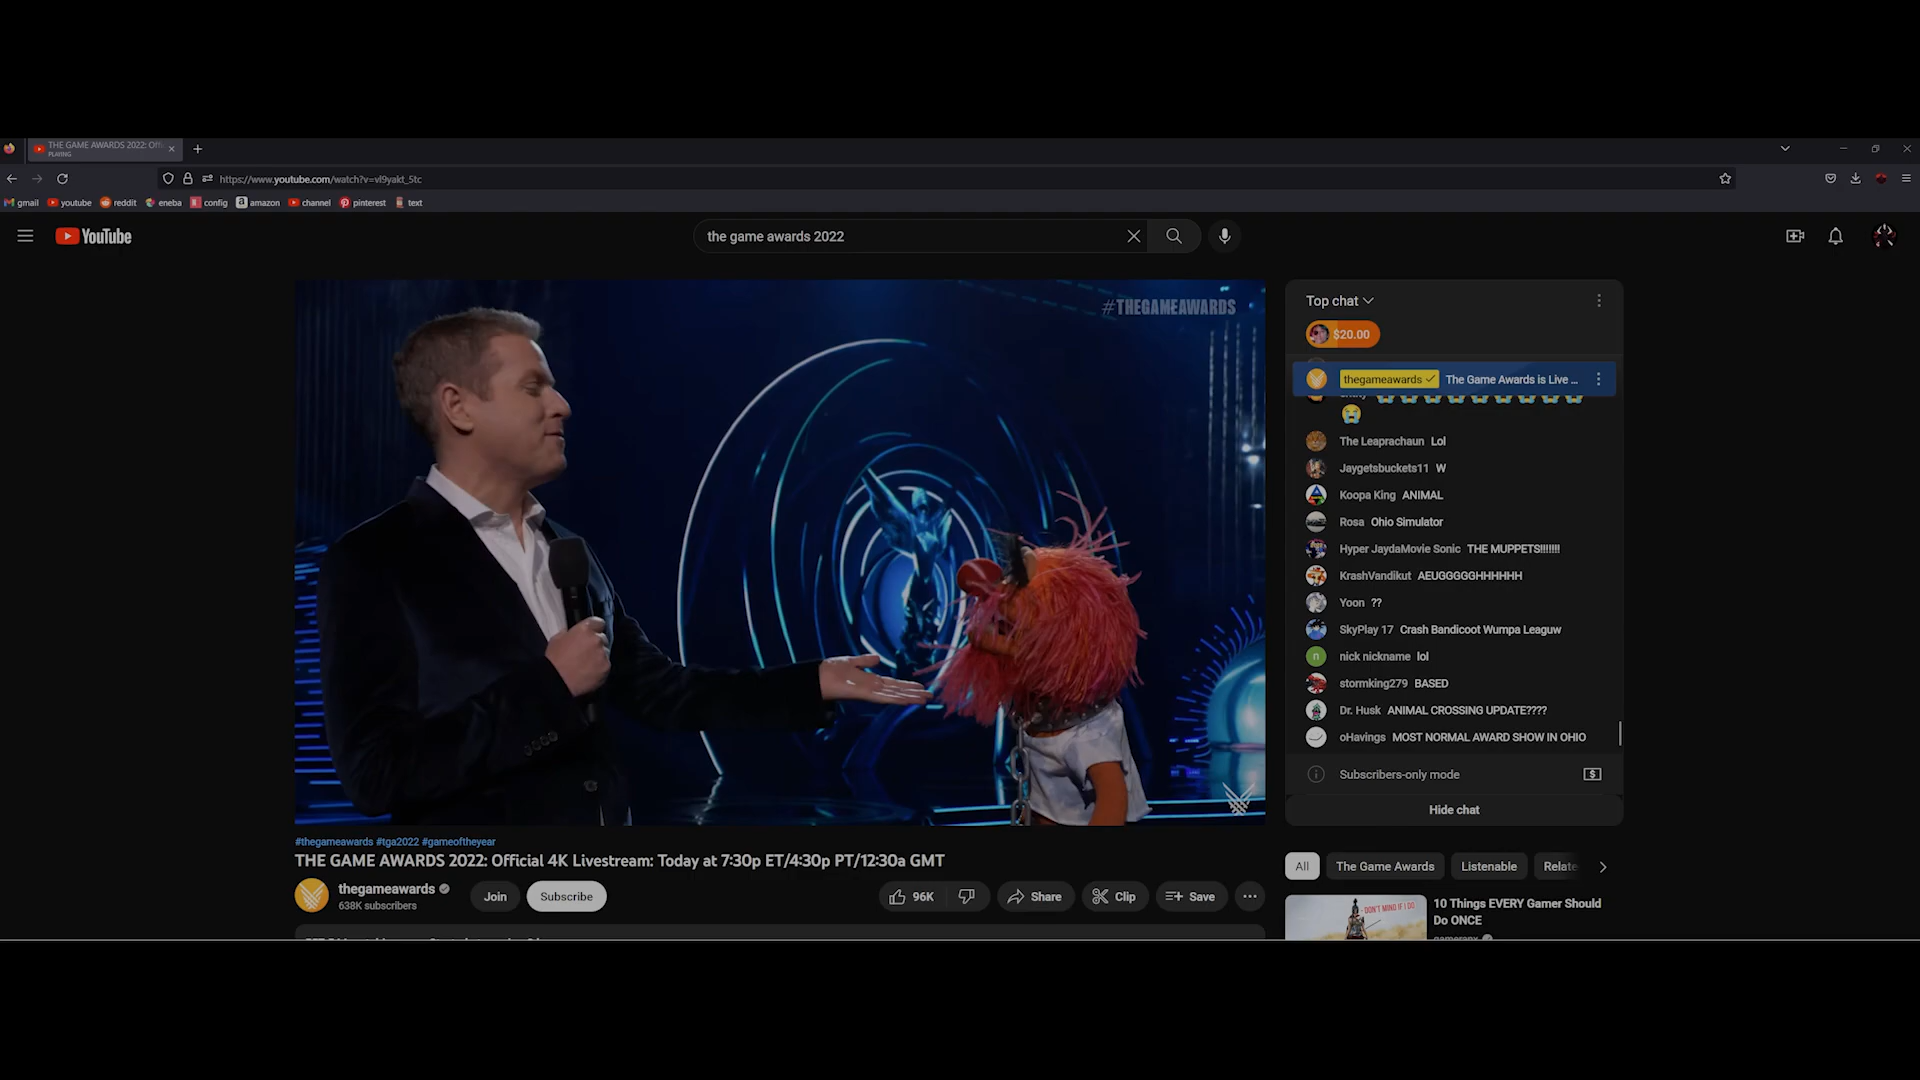 THE GAME AWARDS 2022: Offi
PLAYING
https://www.youtube.com/watch?v=vl9yakt_5tc
gmail youtube reddit eneba config amazon channel pinterest text
YouTube
the game awards 2022
#THEGAMEAWARDS
Top chat
$20.00
thegameawards The Game Awards is Live ...
The Leaprachaun Lol
Jaygetsbuckets11 W
Koopa King ANIMAL
Rosa Ohio Simulator
Hyper JaydaMovie Sonic THE MUPPETS!!!!!!!
KrashVandikut AEUGGGGGHHHHHH
Yoon ??
SkyPlay 17 Crash Bandicoot Wumpa Leaguw
n nick nickname lol
stormking279 BASED
Dr. Husk ANIMAL CROSSING UPDATE????
oHavings MOST NORMAL AWARD SHOW IN OHIO
Subscribers-only mode
Hide chat
#thegameawards #tga2022 #gameoftheyear
THE GAME AWARDS 2022: Official 4K Livestream: Today at 7:30p ET/4:30p PT/12:30a GMT
thegameawards
638K subscribers
Join
Subscribe
96K
Share
Clip
Save
All
The Game Awards
Listenable
Relate
DON'T MIND IF I DO
10 Things EVERY Gamer Should
Do ONCE
gameranx